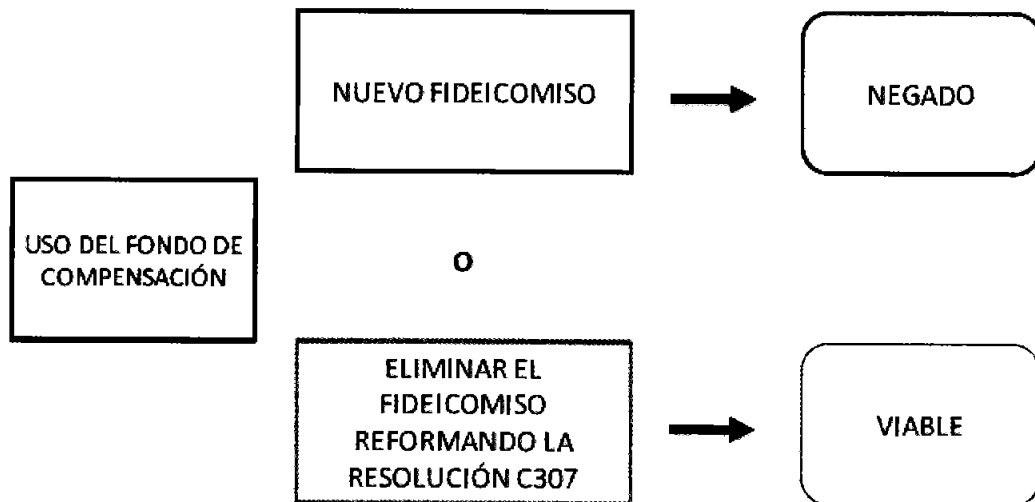 USO DEL FONDO DE
COMPENSACIÓN
NUEVO FIDEICOMISO
NEGADO
O
ELIMINAR EL
FIDEICOMISO
REFORMANDO LA
RESOLUCIÓN C307
VIABLE